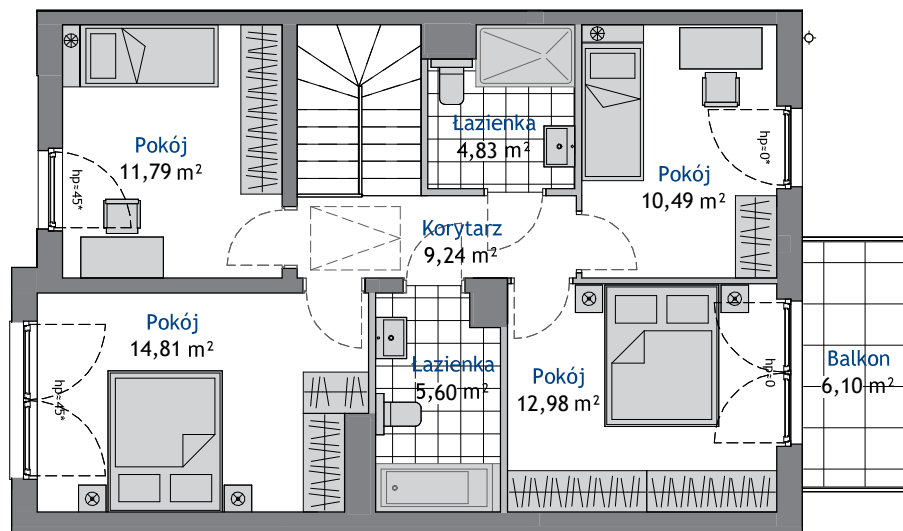 Pokój
11,79 m²
hp=45*
Łazienka
4,83 m²
Pokój
10,49 m²
hp=0*
Korytarz
9,24 m²
Pokój
14,81 m²
hp=45*
Łazienka
5,60 m²
Pokój
12,98 m²
hp=0
Balkon
6,10 m²